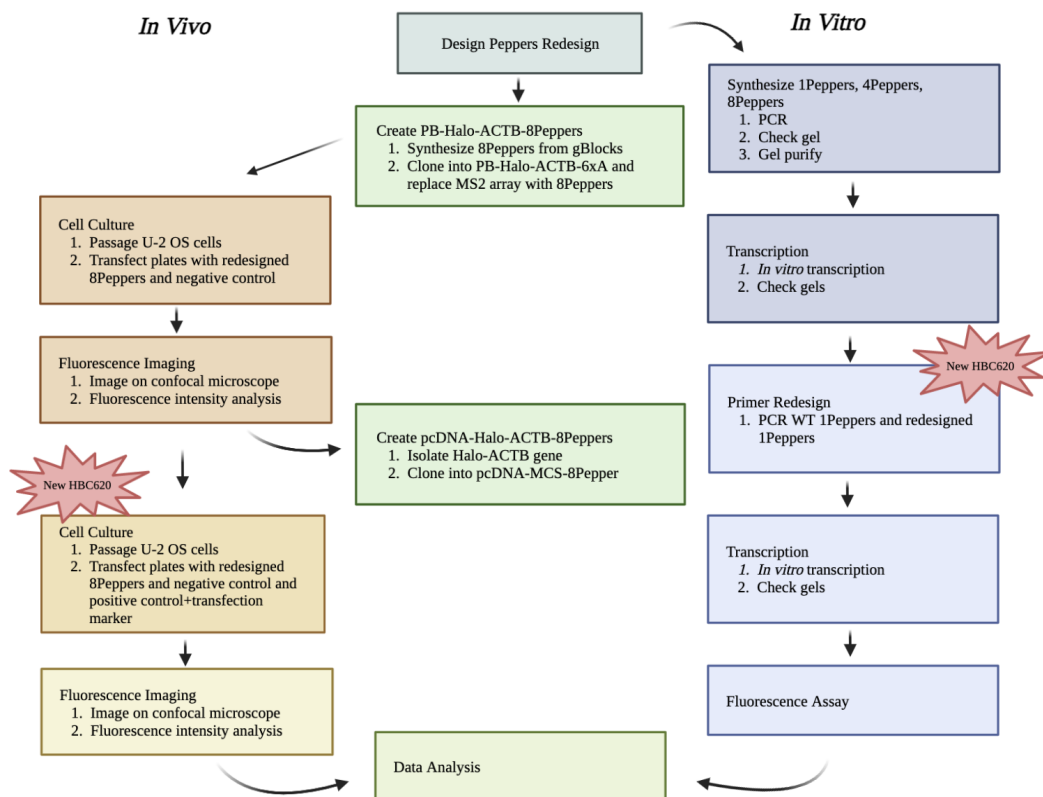 In Vivo
In Vitro
Design Peppers Redesign
Synthesize 1Peppers, 4Peppers,
8Peppers
1. PCR
2. Check gel
3. Gel purify
Create PB-Halo-ACTB-8Peppers
1. Synthesize 8Peppers from gBlocks
2. Clone into PB-Halo-ACTB-6xA and
replace MS2 array with 8Peppers
Cell Culture
1. Passage U-2 OS cells
2. Transfect plates with redesigned
8Peppers and negative control
Transcription
1. In vitro transcription
2. Check gels
Fluorescence Imaging
1. Image on confocal microscope
2. Fluorescence intensity analysis
New HBC620
Primer Redesign
1. PCR WT 1Peppers and redesigned
1Peppers
Create pcDNA-Halo-ACTB-8Peppers
1. Isolate Halo-ACTB gene
2. Clone into pcDNA-MCS-8Pepper
New HBC620
Cell Culture
1. Passage U-2 OS cells
2. Transfect plates with redesigned
8Peppers and negative control and
positive control+transfection
marker
Transcription
1. In vitro transcription
2. Check gels
Fluorescence Imaging
1. Image on confocal microscope
2. Fluorescence intensity analysis
Fluorescence Assay
Data Analysis